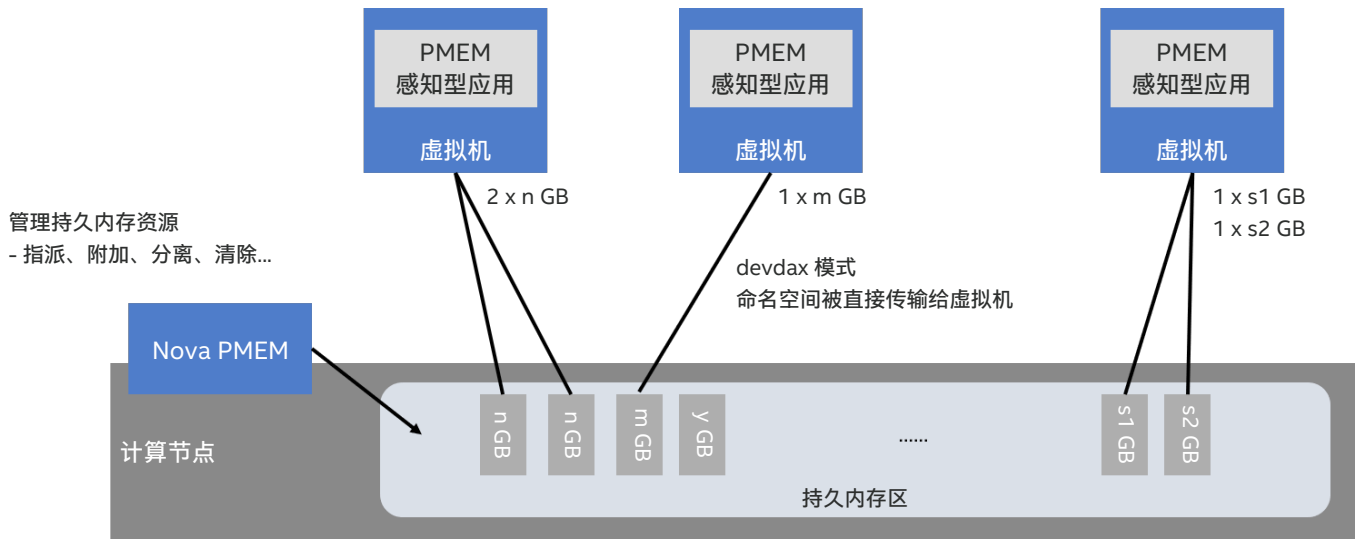 PMEM
感知型应用
虚拟机
PMEM
感知型应用
虚拟机
PMEM
感知型应用
虚拟机
2 x n GB
1 x m GB
1 x s1 GB
1 x s2 GB
管理持久内存资源
- 指派、附加、分离、清除...
devdax 模式
命名空间被直接传输给虚拟机
Nova PMEM
计算节点
n GB
n GB
m GB
y GB
......
s1 GB
s2 GB
持久内存区